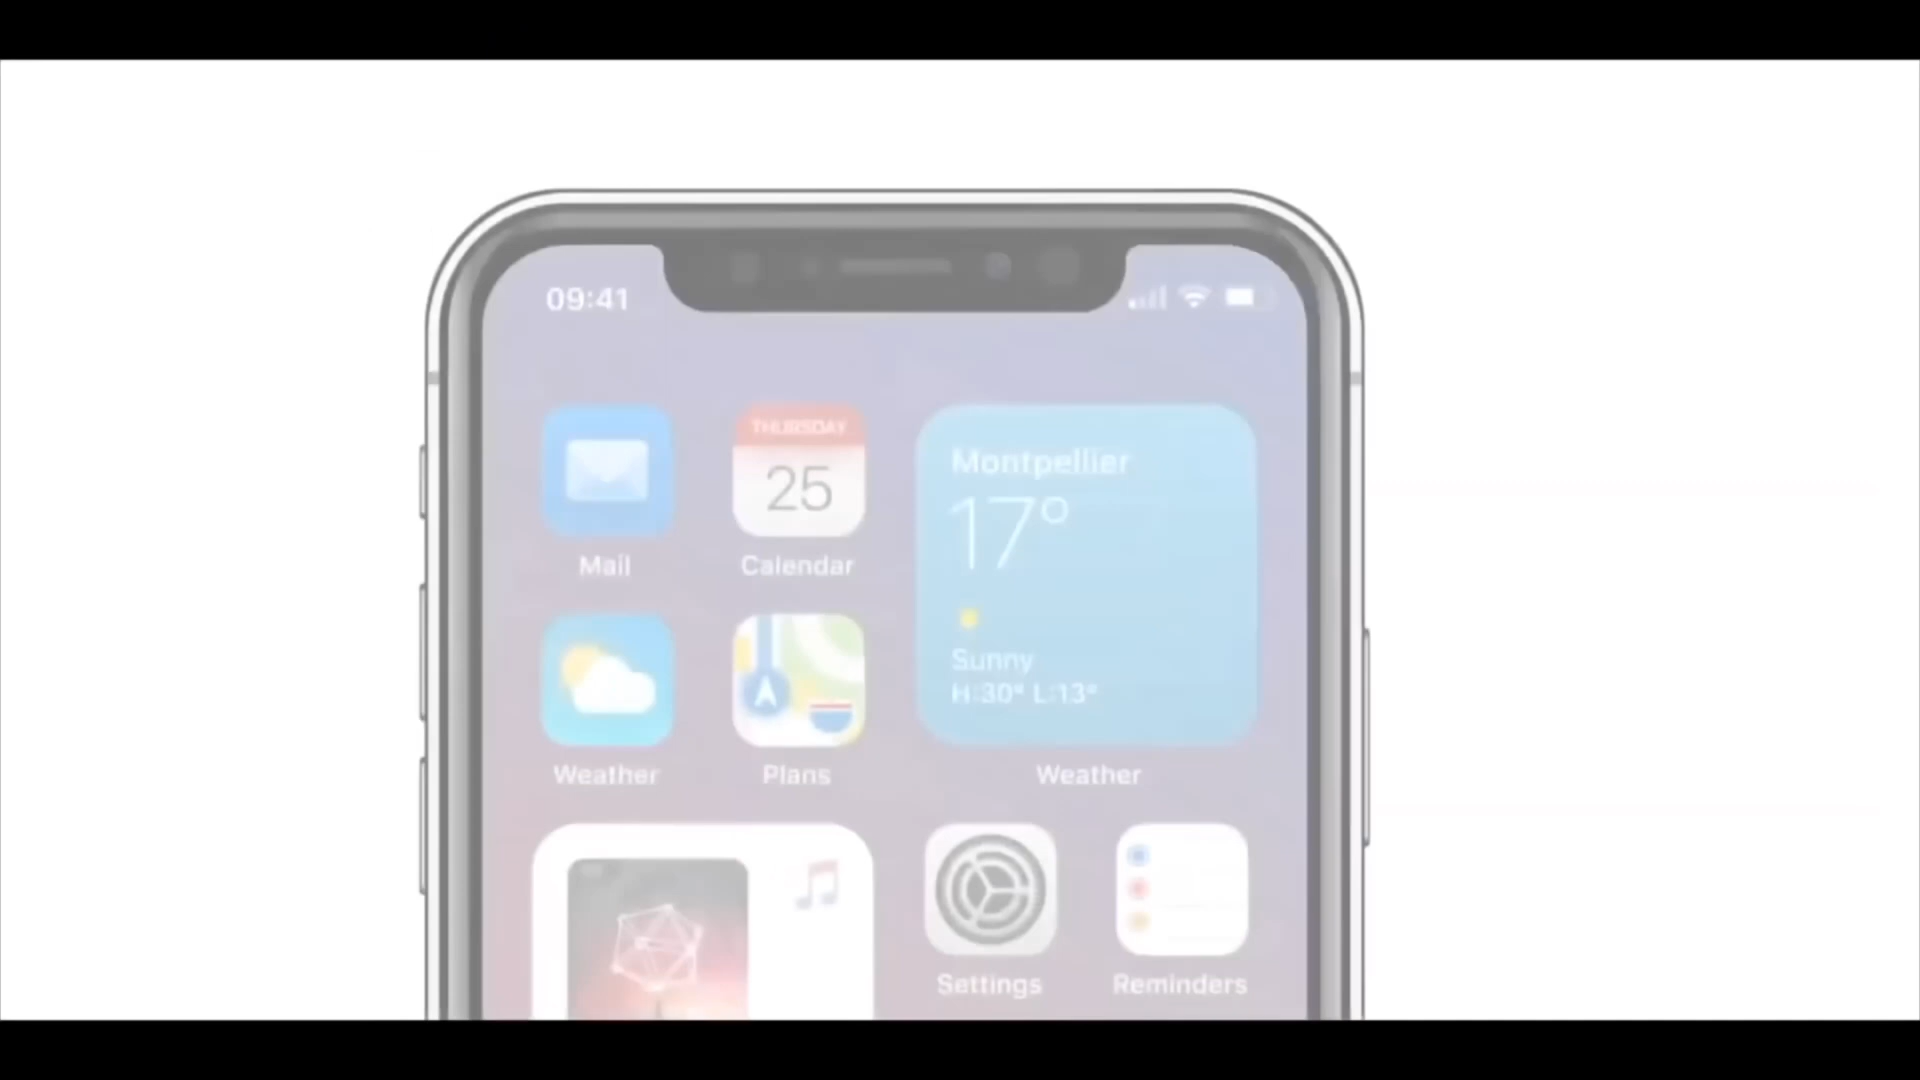 09:41
THURSDAY
25
Mail
Calendar
Montpellier
17°
Sunny
H:30° L:13°
Weather
Plans
Weather
Settings
Reminders